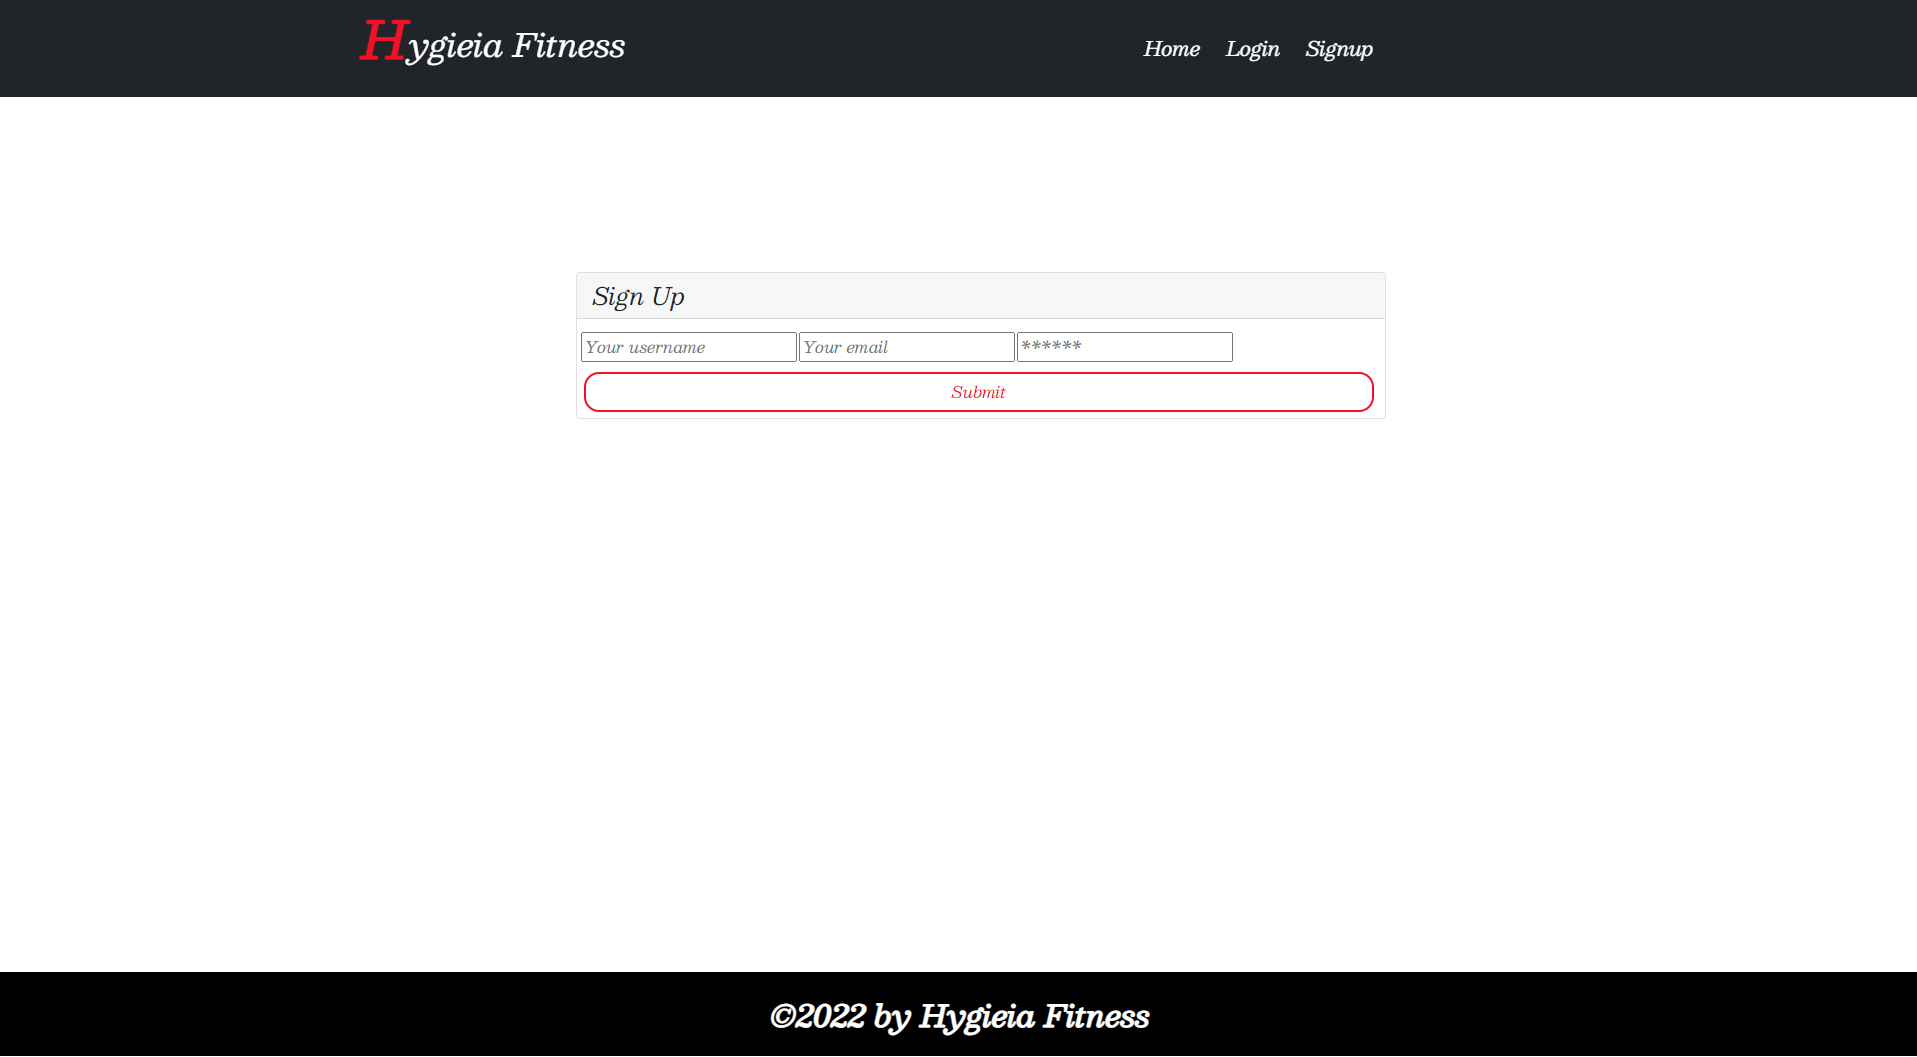 Hygieia Fitness Home Login Signup
Sign Up
Your username Your email ******
Submit
©2022 by Hygieia Fitness